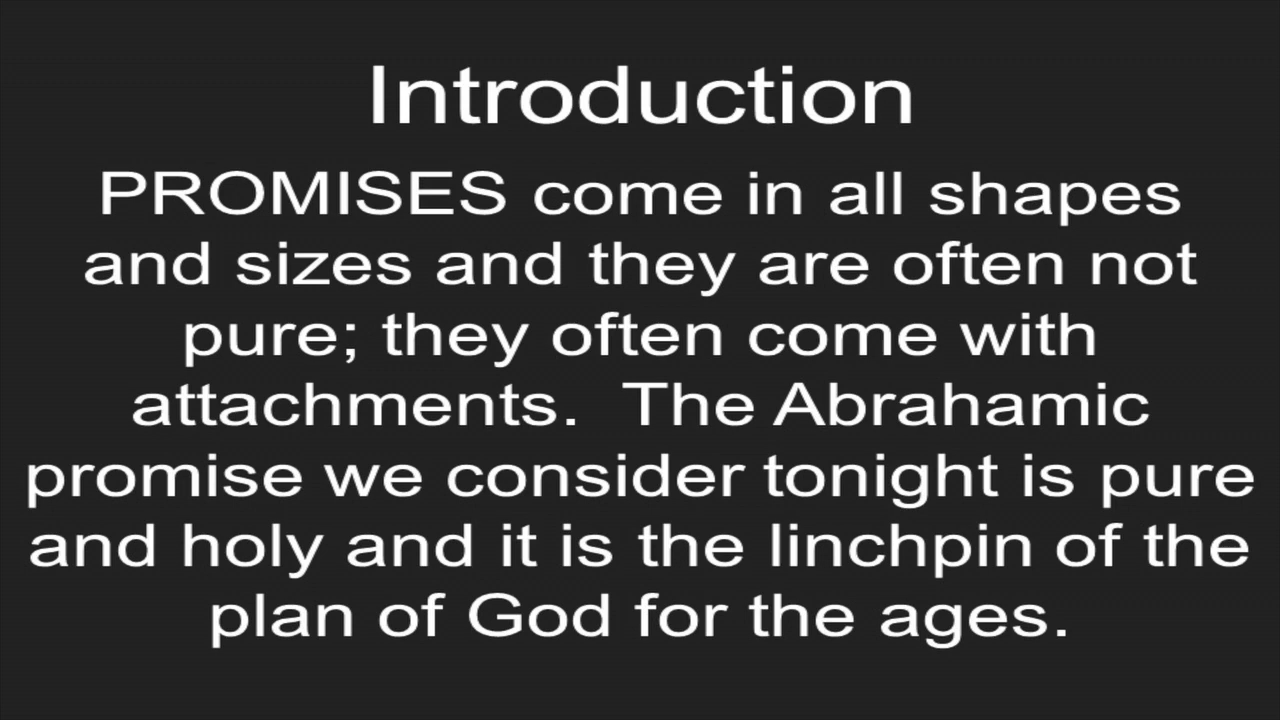 Introduction
PROMISES come in all shapes
and sizes and they are often not
pure; they often come with
attachments.  The Abrahamic
promise we consider tonight is pure
and holy and it is the linchpin of the
plan of God for the ages.